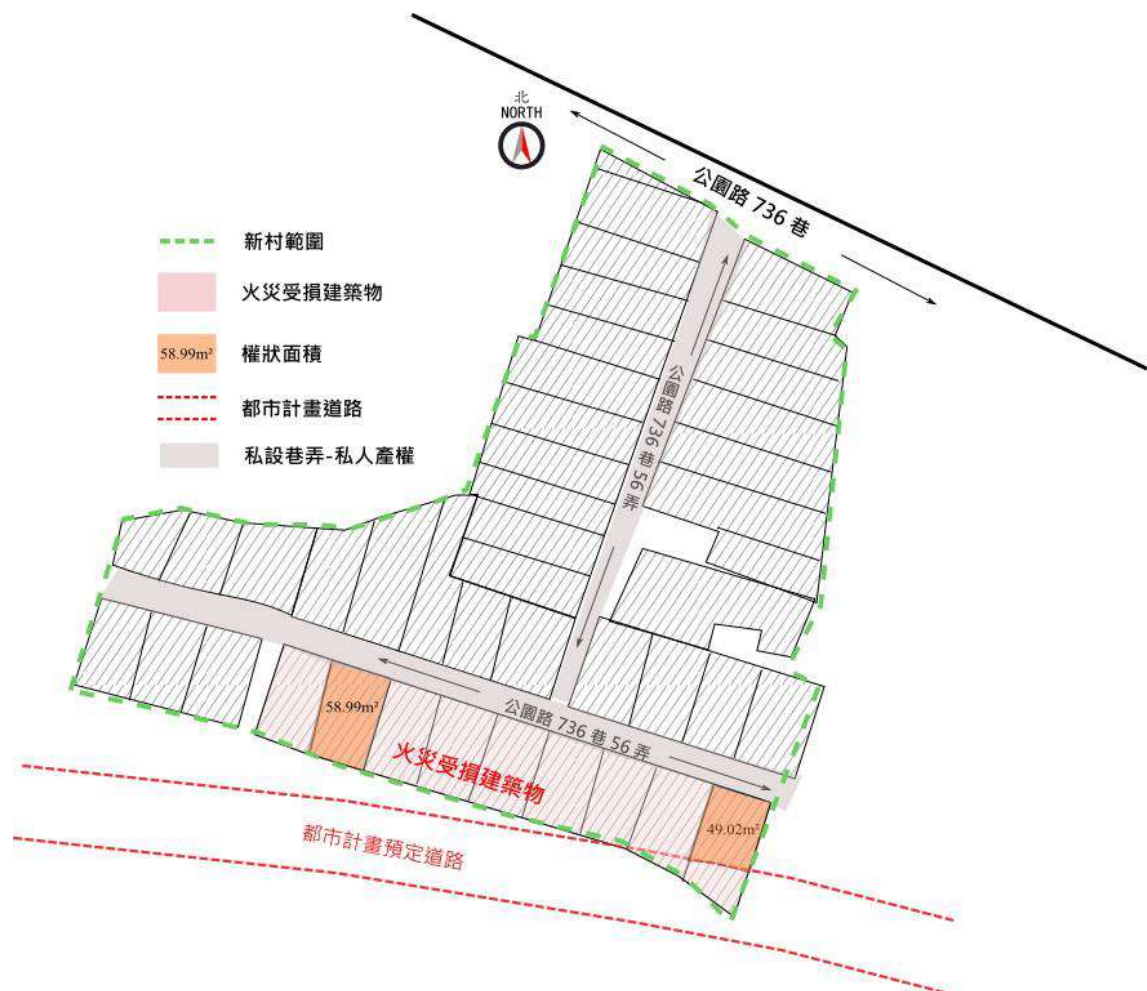 北
NORTH
公園路 736 巷
新村範圍
火災受損建築物
58.99m²
權狀面積
都市計畫道路
私設巷弄-私人產權
公園路 736 巷 56 弄
58.99m²
公園路 736 巷 56 弄
火災受損建築物
49.02m²
都市計畫預定道路